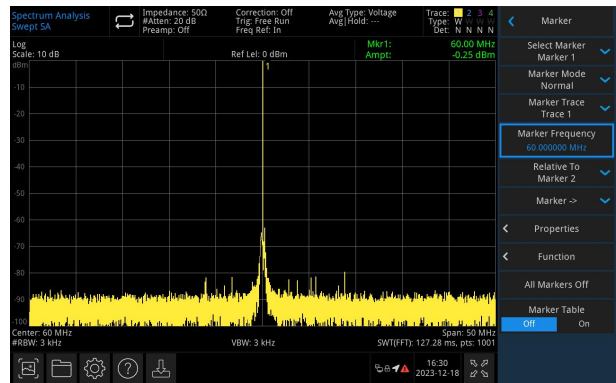 Spectrum Analysis
Swept SA
Impedance: 50Ω
#Atten: 20 dB
Preamp: Off
Correction: Off
Trig: Free Run
Freq Ref: In
Avg Type: Voltage
Avg|Hold: ---
Trace: 1 2 3 4
Type: W W W W
Det: N N N N
Log
Scale: 10 dB
Ref Lel: 0 dBm
Mkr1: 60.00 MHz
Ampt: -0.25 dBm
dBm
1
-10
-20
-30
-40
-50
-60
-70
-80
-90
-100
Center: 60 MHz
#RBW: 3 kHz
VBW: 3 kHz
Span: 50 MHz
SWT(FFT): 127.28 ms, pts: 1001
16:30
2023-12-18
Marker
Select Marker
Marker 1
Marker Mode
Normal
Marker Trace
Trace 1
Marker Frequency
60.000000 MHz
Relative To
Marker 2
Marker ->
Properties
Function
All Markers Off
Marker Table
Off On